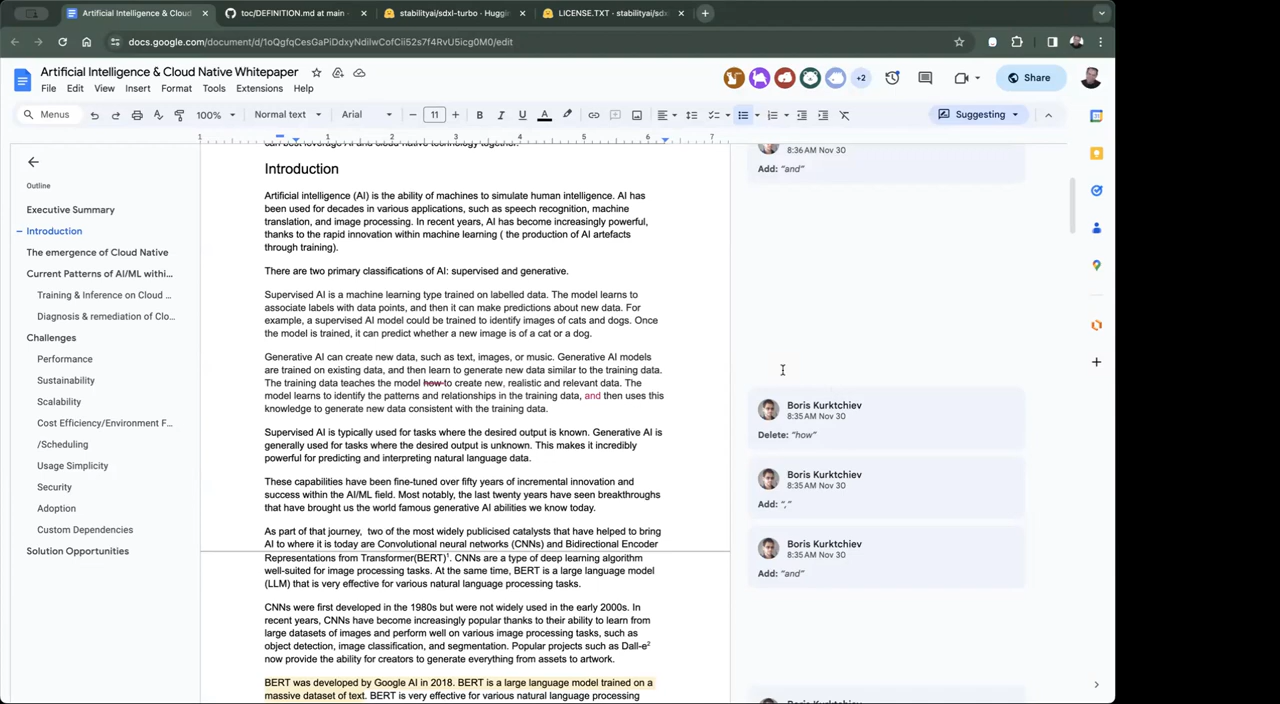 Artificial Intelligence & Cloud
toc/DEFINITION.md at main ·
stabilityai/sdxl-turbo · Huggi
LICENSE.TXT · stabilityai/sdx
docs.google.com/document/d/1oQgfqCesGaPiDdxyNdilwCofCii52s7f4RvU5icg0M0/edit
Artificial Intelligence & Cloud Native Whitepaper
+2
Share
File Edit View Insert Format Tools Extensions Help
Menus
100%
Normal text
Arial
11
B I U A
Suggesting
1 1 2 3 4 5 6 7
Outline
Executive Summary
Introduction
The emergence of Cloud Native
Current Patterns of AI/ML withi...
Training & Inference on Cloud ...
Diagnosis & remediation of Clo...
Challenges
Performance
Sustainability
Scalability
Cost Efficiency/Environment F...
/Scheduling
Usage Simplicity
Security
Adoption
Custom Dependencies
Solution Opportunities
can best leverage AI and cloud native technology together.
Introduction
Artificial intelligence (AI) is the ability of machines to simulate human intelligence. AI has
been used for decades in various applications, such as speech recognition, machine
translation, and image processing. In recent years, AI has become increasingly powerful,
thanks to the rapid innovation within machine learning ( the production of AI artefacts
through training).
There are two primary classifications of AI: supervised and generative.
Supervised AI is a machine learning type trained on labelled data. The model learns to
associate labels with data points, and then it can make predictions about new data. For
example, a supervised AI model could be trained to identify images of cats and dogs. Once
the model is trained, it can predict whether a new image is of a cat or a dog.
Generative AI can create new data, such as text, images, or music. Generative AI models
are trained on existing data, and then learn to generate new data similar to the training data.
The training data teaches the model how to create new, realistic and relevant data. The
model learns to identify the patterns and relationships in the training data, and then uses this
knowledge to generate new data consistent with the training data.
Supervised AI is typically used for tasks where the desired output is known. Generative AI is
generally used for tasks where the desired output is unknown. This makes it incredibly
powerful for predicting and interpreting natural language data.
These capabilities have been fine-tuned over fifty years of incremental innovation and
success within the AI/ML field. Most notably, the last twenty years have seen breakthroughs
that have brought us the world famous generative AI abilities we know today.
As part of that journey, two of the most widely publicised catalysts that have helped to bring
AI to where it is today are Convolutional neural networks (CNNs) and Bidirectional Encoder
Representations from Transformer(BERT)1. CNNs are a type of deep learning algorithm
well-suited for image processing tasks. At the same time, BERT is a large language model
(LLM) that is very effective for various natural language processing tasks.
CNNs were first developed in the 1980s but were not widely used in the early 2000s. In
recent years, CNNs have become increasingly popular thanks to their ability to learn from
large datasets of images and perform well on various image processing tasks, such as
object detection, image classification, and segmentation. Popular projects such as Dall-e2
now provide the ability for creators to generate everything from assets to artwork.
BERT was developed by Google AI in 2018. BERT is a large language model trained on a
massive dataset of text. BERT is very effective for various natural language processing
8:36 AM Nov 30
Add: “and”
Boris Kurktchiev
8:35 AM Nov 30
Delete: “how”
Boris Kurktchiev
8:35 AM Nov 30
Add: “,”
Boris Kurktchiev
8:35 AM Nov 30
Add: “and”